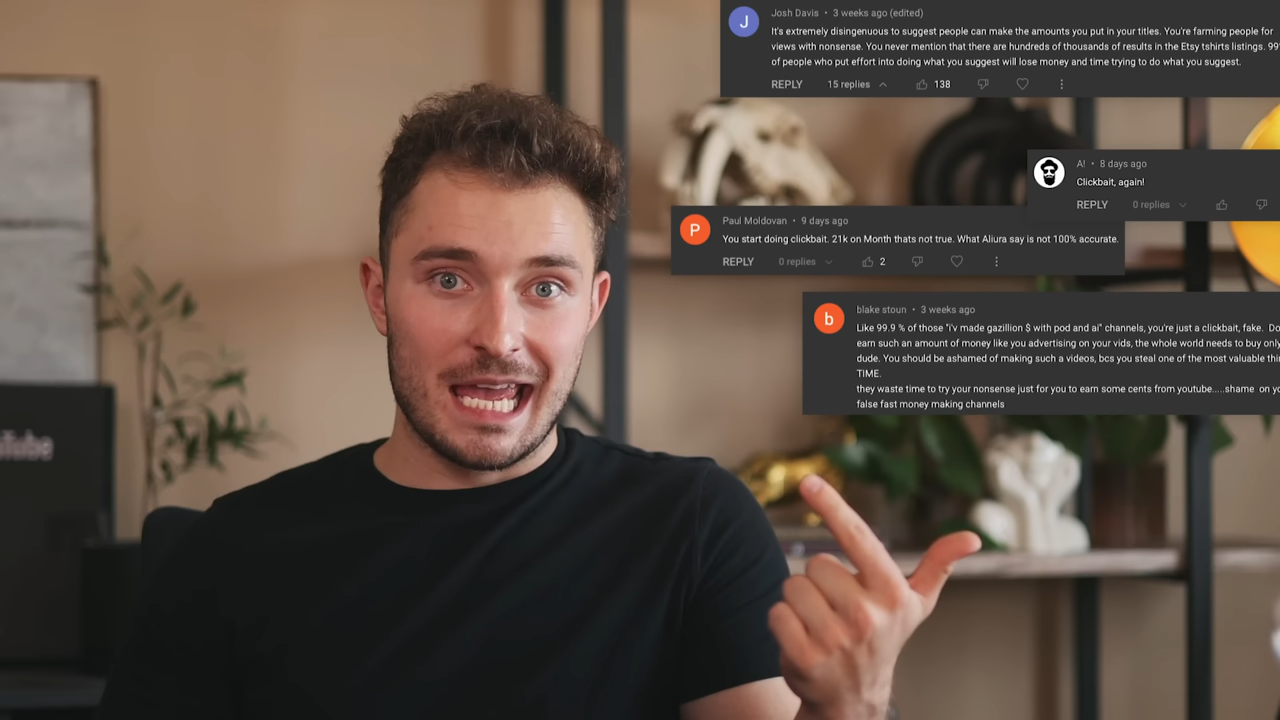 Josh Davis • 3 weeks ago (edited)
It's extremely disingenuous to suggest people can make the amounts you put in your titles. You're farming people for
views with nonsense. You never mention that there are hundreds of thousands of results in the Etsy tshirts listings. 99
of people who put effort into doing what you suggest will lose money and time trying to do what you suggest.
REPLY 15 replies 138
A! • 8 days ago
Clickbait, again!
REPLY 0 replies
P
Paul Moldovan • 9 days ago
You start doing clickbait. 21k on Month thats not true. What Aliura say is not 100% accurate.
REPLY 0 replies 2
b
blake stoun • 3 weeks ago
Like 99.9 % of those "i'v made gazillion $ with pod and ai" channels, you're just a clickbait, fake. Do
earn such an amount of money like you advertising on your vids, the whole world needs to buy only
dude. You should be ashamed of making such a videos, bcs you steal one of the most valuable thi
TIME.
they waste time to try your nonsense just for you to earn some cents from youtube.....shame on yo
false fast money making channels
J
uTube